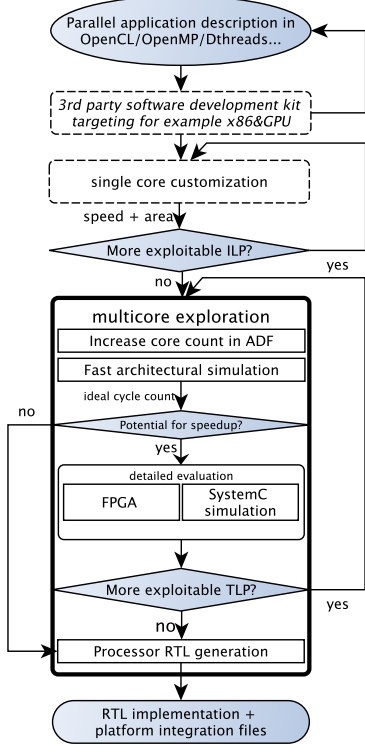 Parallel application description in
OpenCL/OpenMP/Dthreads...
3rd party software development kit
targeting for example x86&GPU
single core customization
speed + area
More exploitable ILP?
yes
no
multicore exploration
Increase core count in ADF
Fast architectural simulation
ideal cycle count
no
Potential for speedup?
yes
detailed evaluation
FPGA
SystemC
simulation
More exploitable TLP?
yes
no
Processor RTL generation
RTL implementation +
platform integration files